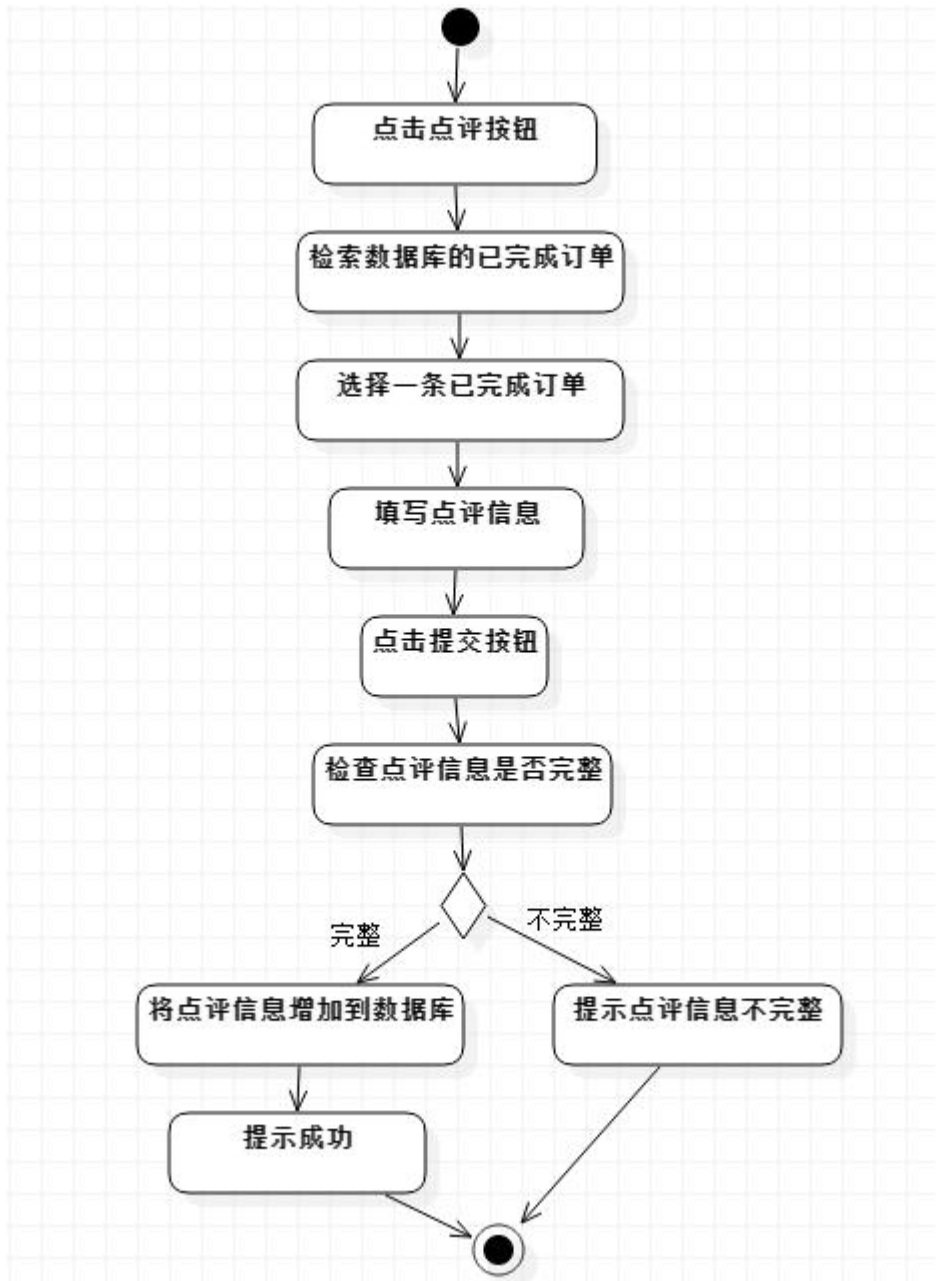 点击点评按钮
检索数据库的已完成订单
选择一条已完成订单
填写点评信息
点击提交按钮
检查点评信息是否完整
完整
不完整
将点评信息增加到数据库
提示点评信息不完整
提示成功